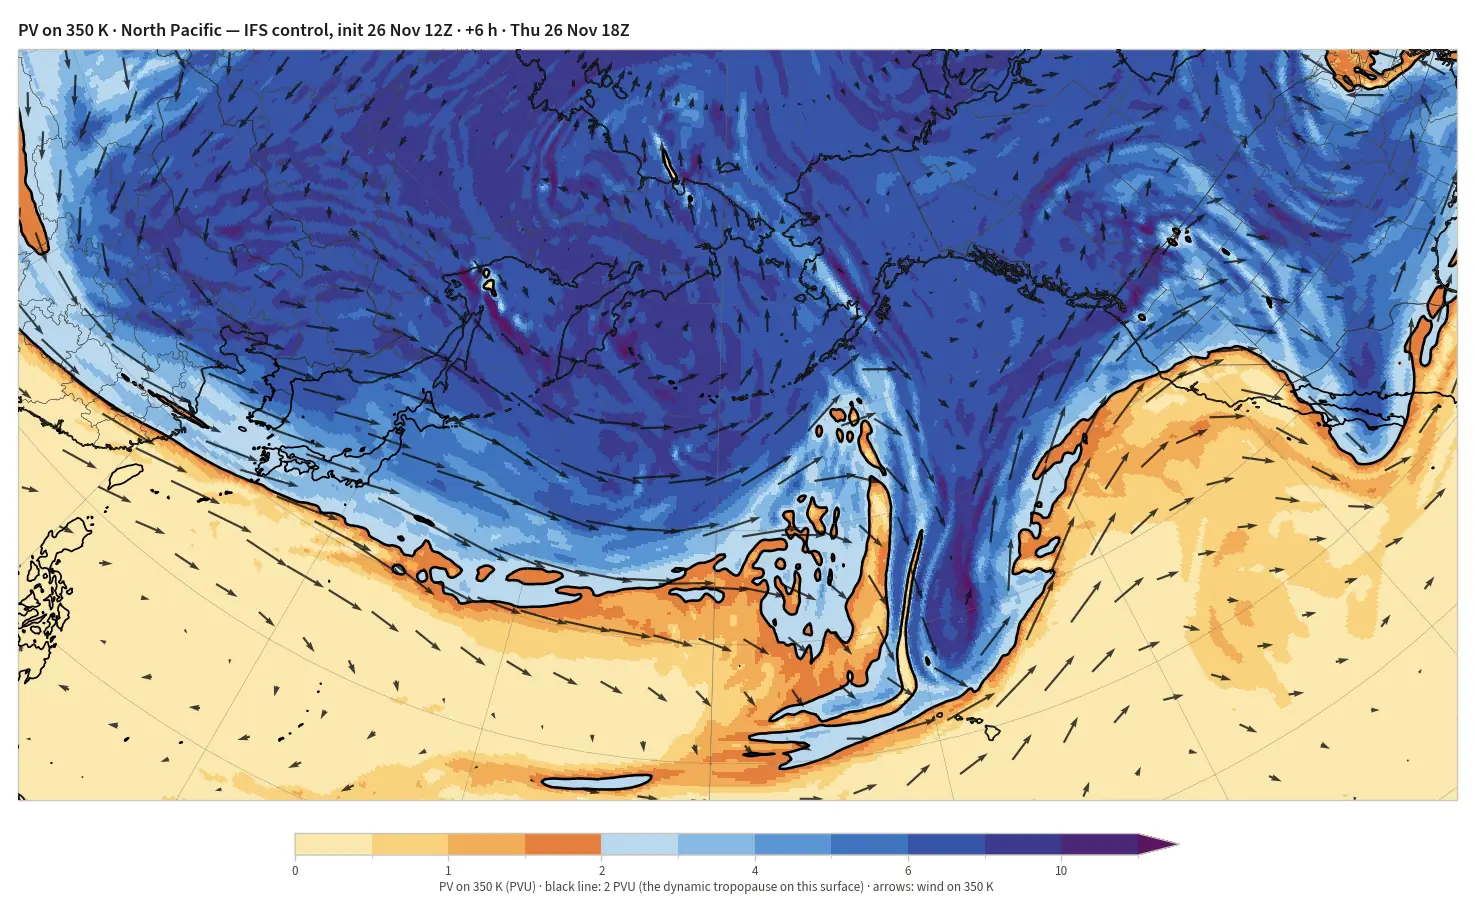 PV on 350 K · North Pacific — IFS control, init 26 Nov 12Z · +6 h · Thu 26 Nov 18Z
0 1 2 4 6 10
PV on 350 K (PVU) · black line: 2 PVU (the dynamic tropopause on this surface) · arrows: wind on 350 K